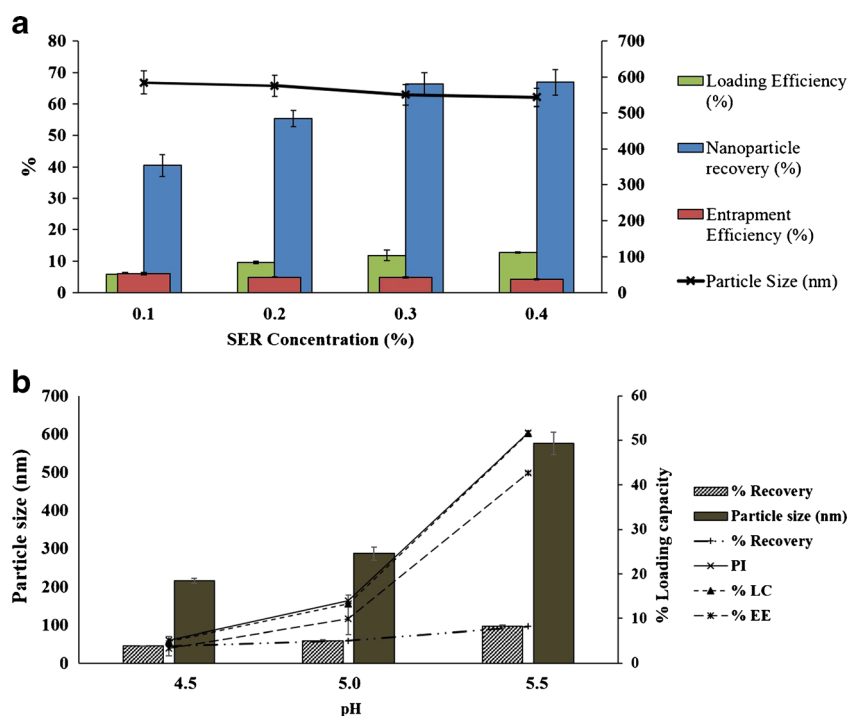 a
80
70
60
50
40
30
20
10
0
%
700
600
500
400
300
200
100
0
0.1 0.2 0.3 0.4
SER Concentration (%)
Loading Efficiency
(%)
Nanoparticle
recovery (%)
Entrapment
Efficiency (%)
Particle Size (nm)
b
700
600
500
400
300
200
100
0
Particle size (nm)
60
50
40
30
20
10
0
% Loading capacity
4.5 5.0 5.5
pH
% Recovery
Particle size (nm)
% Recovery
PI
% LC
% EE